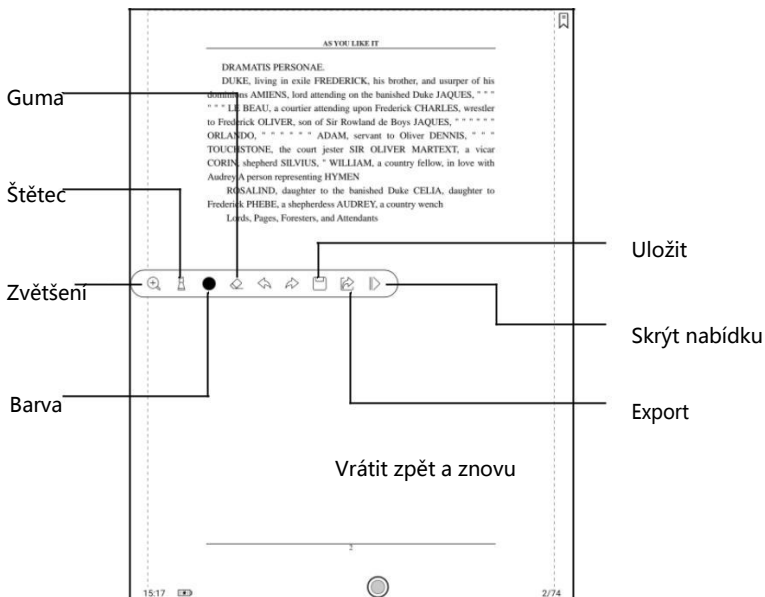 AS YOU LIKE IT
DRAMATIS PERSONAE.
DUKE, living in exile FREDERICK, his brother, and usurper of his
dominions AMIENS, lord attending on the banished Duke JAQUES, " " "
" " " LE BEAU, a courtier attending upon Frederick CHARLES, wrestler
to Frederick OLIVER, son of Sir Rowland de Boys JAQUES, " " " " " "
ORLANDO, " " " " " " ADAM, servant to Oliver DENNIS, " " "
TOUCHSTONE, the court jester SIR OLIVER MARTEXT, a vicar
CORIN, shepherd SILVIUS, " WILLIAM, a country fellow, in love with
Audrey A person representing HYMEN
ROSALIND, daughter to the banished Duke CELIA, daughter to
Frederick PHEBE, a shepherdess AUDREY, a country wench
Lords, Pages, Foresters, and Attendants
Guma
Štětec
Zvětšení
Barva
Uložit
Skrýt nabídku
Export
Vrátit zpět a znovu
2
15:17
2/74